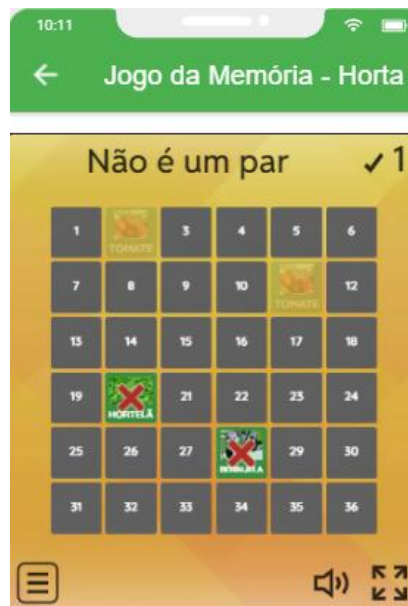 10:11
Jogo da Memória - Horta
Não é um par ✓ 1
1 TOMATE 3 4 5 6
7 8 9 10 TOMATE 12
13 14 15 16 17 18
19 HORTELÃ 21 22 23 24
25 26 27 29 30
31 32 33 34 35 36